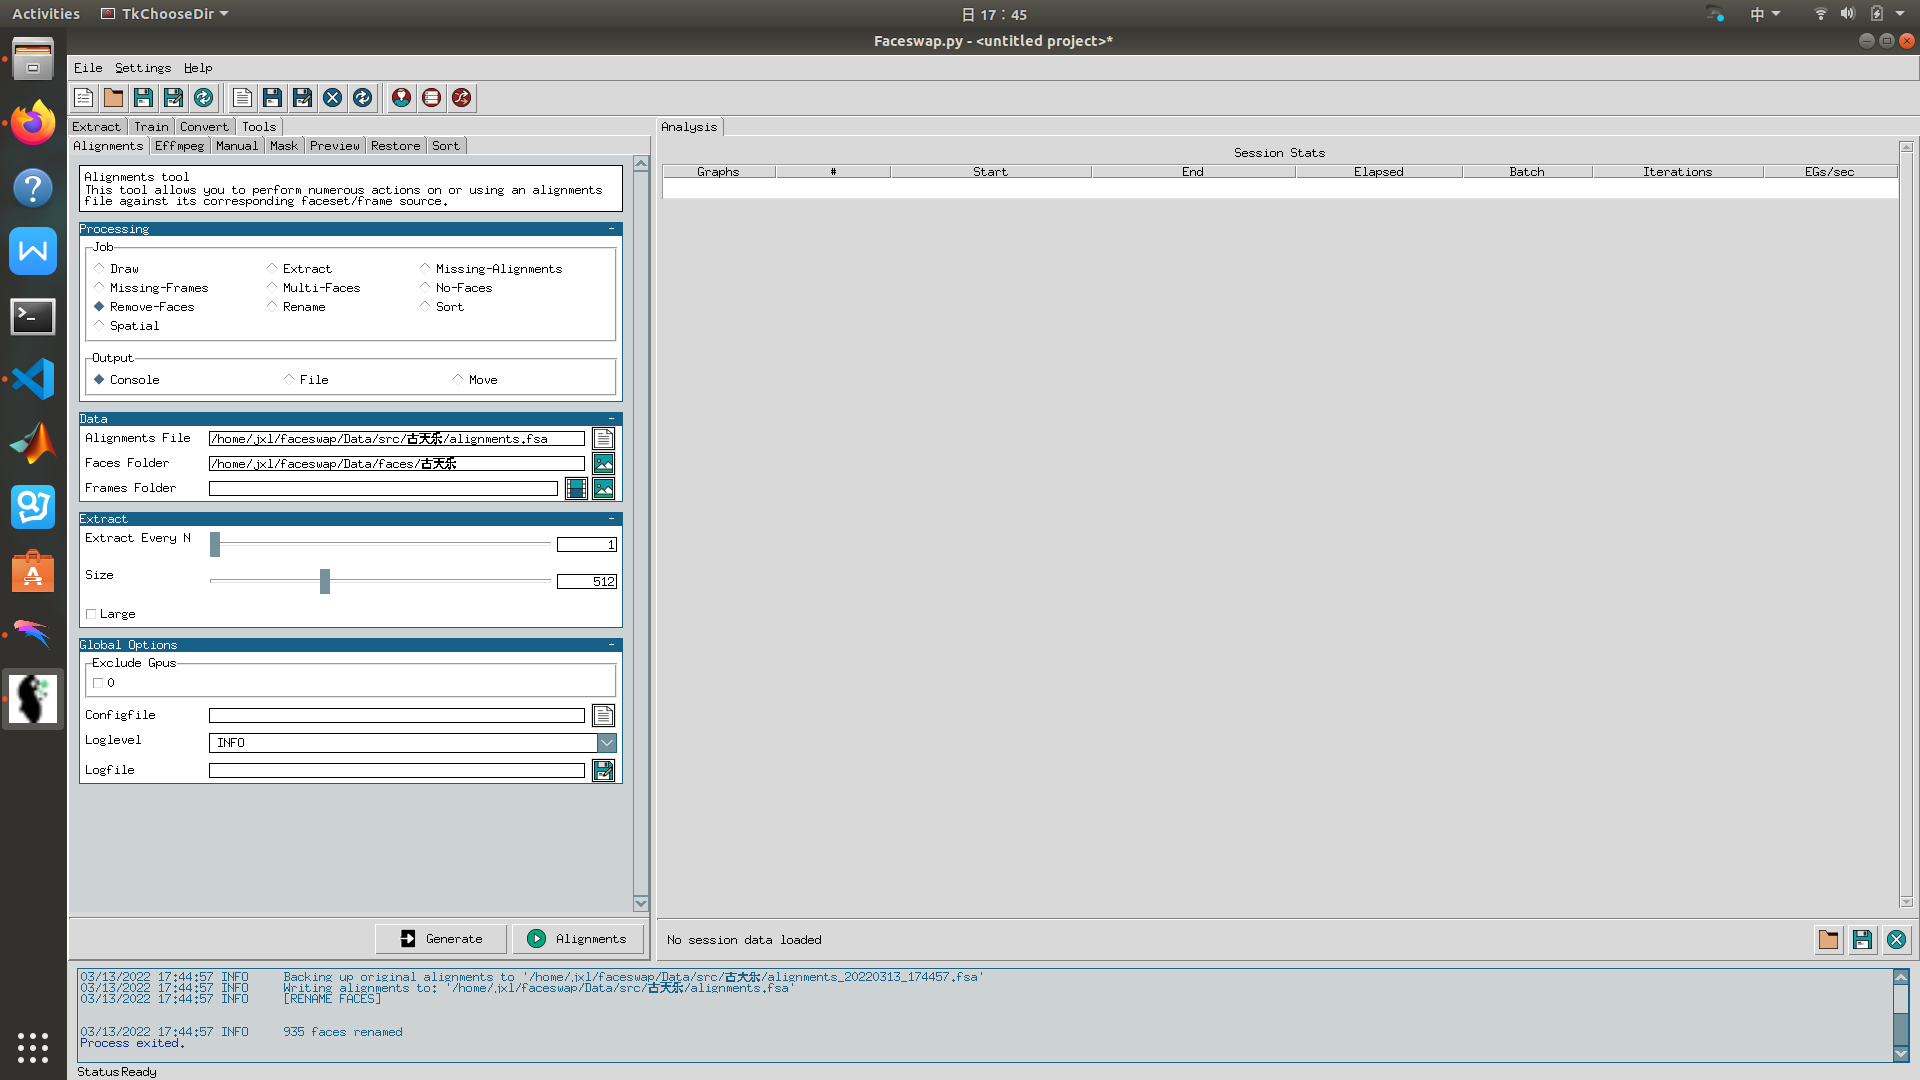 Activities TkChooseDir 日 17：45 中
Faceswap.py - <untitled project>*
File Settings Help
Extract Train Convert Tools
Alignments Effmpeg Manual Mask Preview Restore Sort
Alignments tool
This tool allows you to perform numerous actions on or using an alignments
file against its corresponding faceset/frame source.
Processing -
Job
Draw Extract Missing-Alignments
Missing-Frames Multi-Faces No-Faces
Remove-Faces Rename Sort
Spatial
Output
Console File Move
Data -
Alignments File /home/jxl/faceswap/Data/src/古天乐/alignments.fsa
Faces Folder /home/jxl/faceswap/Data/faces/古天乐
Frames Folder
Extract -
Extract Every N 1
Size 512
Large
Global Options -
Exclude Gpus
0
Configfile
Loglevel INFO
Logfile
Generate Alignments
Analysis
Session Stats
Graphs # Start End Elapsed Batch Iterations EGs/sec
No session data loaded
03/13/2022 17:44:57 INFO Backing up original alignments to '/home/jxl/faceswap/Data/src/古天乐/alignments_20220313_174457.fsa'
03/13/2022 17:44:57 INFO Writing alignments to: '/home/jxl/faceswap/Data/src/古天乐/alignments.fsa'
03/13/2022 17:44:57 INFO [RENAME FACES]
03/13/2022 17:44:57 INFO 935 faces renamed
Process exited.
Status Ready